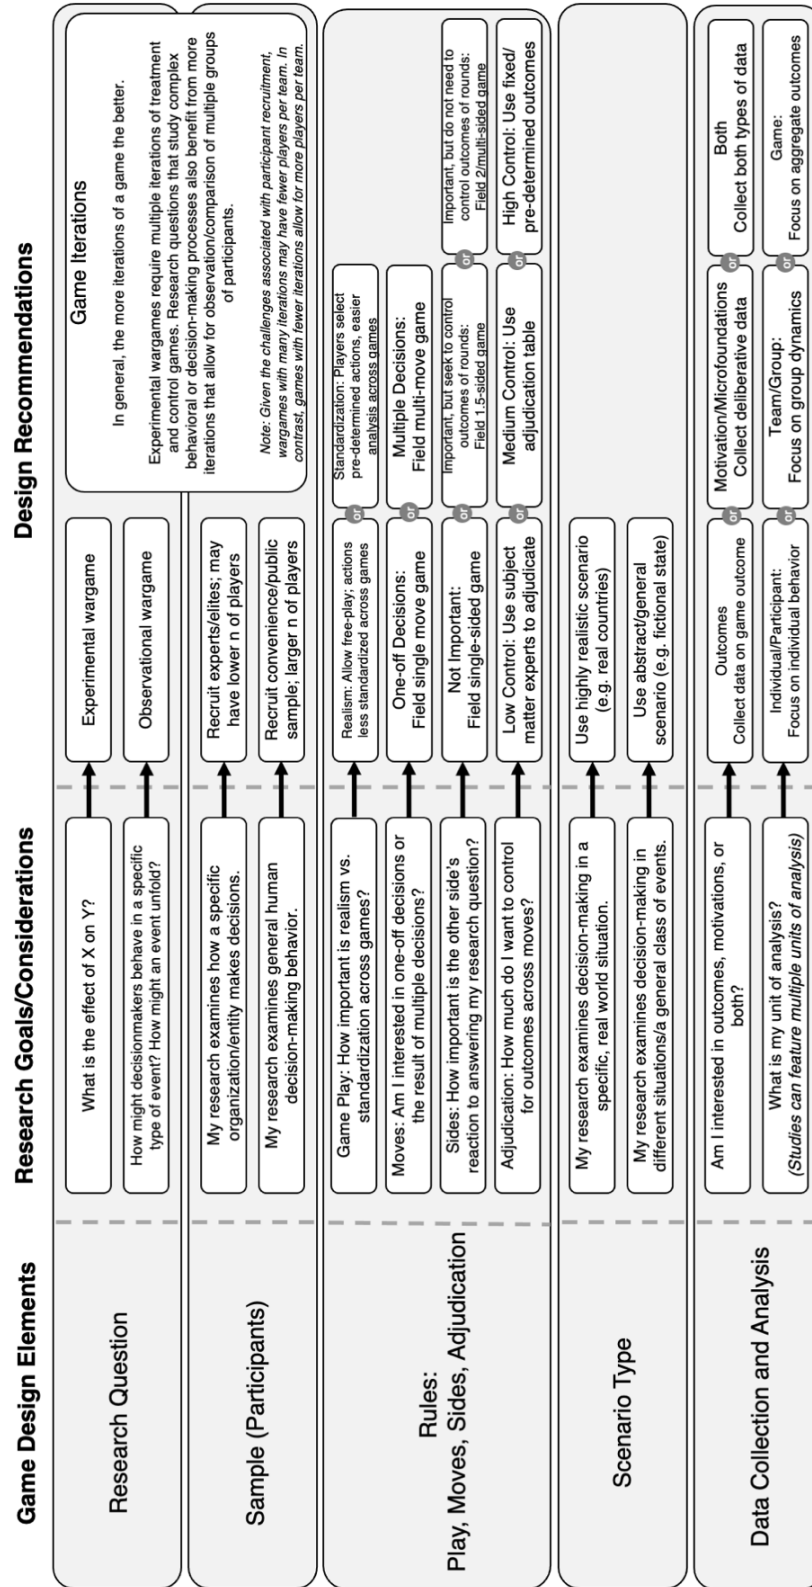 Game Design Elements
Research Goals/Considerations
Design Recommendations
Research Question
What is the effect of X on Y?
Experimental wargame
How might decisionmakers behave in a specific
type of event? How might an event unfold?
Observational wargame
Game Iterations
In general, the more iterations of a game the better.
Experimental wargames require multiple iterations of treatment
and control games. Research questions that study complex
behavioral or decision-making processes also benefit from more
iterations that allow for observation/comparison of multiple groups
of participants.
Note: Given the challenges associated with participant recruitment,
wargames with many iterations may have fewer players per team. In
contrast, games with fewer iterations allow for more players per team.
Sample (Participants)
My research examines how a specific
organization/entity makes decisions.
Recruit experts/elites; may
have lower n of players
My research examines general human
decision-making behavior.
Recruit convenience/public
sample; larger n of players
Rules:
Play, Moves, Sides, Adjudication
Game Play: How important is realism vs.
standardization across games?
Realism: Allow free-play; actions
less standardized across games
or
Standardization: Players select
pre-determined actions, easier
analysis across games
Moves: Am I interested in one-off decisions or
the result of multiple decisions?
One-off Decisions:
Field single move game
or
Multiple Decisions:
Field multi-move game
Sides: How important is the other side's
reaction to answering my research question?
Not Important:
Field single-sided game
or
Important, but seek to control
outcomes of rounds:
Field 1.5-sided game
or
Important, but do not need to
control outcomes of rounds:
Field 2/multi-sided game
Adjudication: How much do I want to control
for outcomes across moves?
Low Control: Use subject
matter experts to adjudicate
or
Medium Control: Use
adjudication table
or
High Control: Use fixed/
pre-determined outcomes
Scenario Type
My research examines decision-making in a
specific, real world situation.
Use highly realistic scenario
(e.g. real countries)
My research examines decision-making in
different situations/a general class of events.
Use abstract/general
scenario (e.g. fictional state)
Data Collection and Analysis
Am I interested in outcomes, motivations, or
both?
Outcomes
Collect data on game outcome
or
Motivation/Microfoundations
Collect deliberative data
or
Both
Collect both types of data
What is my unit of analysis?
(Studies can feature multiple units of analysis)
Individual/Participant:
Focus on individual behavior
or
Team/Group:
Focus on group dynamics
or
Game:
Focus on aggregate outcomes